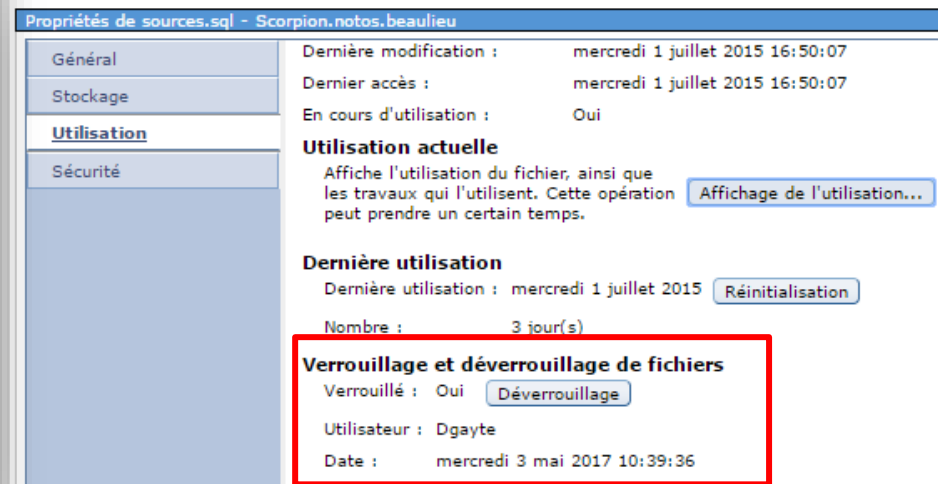 Propriétés de sources.sql - Scorpion.notos.beaulieu
Général
Stockage
Utilisation
Sécurité
Dernière modification : mercredi 1 juillet 2015 16:50:07
Dernier accès : mercredi 1 juillet 2015 16:50:07
En cours d'utilisation : Oui
Utilisation actuelle
Affiche l'utilisation du fichier, ainsi que
les travaux qui l'utilisent. Cette opération
peut prendre un certain temps.
Affichage de l'utilisation...
Dernière utilisation
Dernière utilisation : mercredi 1 juillet 2015 Réinitialisation
Nombre : 3 jour(s)
Verrouillage et déverrouillage de fichiers
Verrouillé : Oui Déverrouillage
Utilisateur : Dgayte
Date : mercredi 3 mai 2017 10:39:36